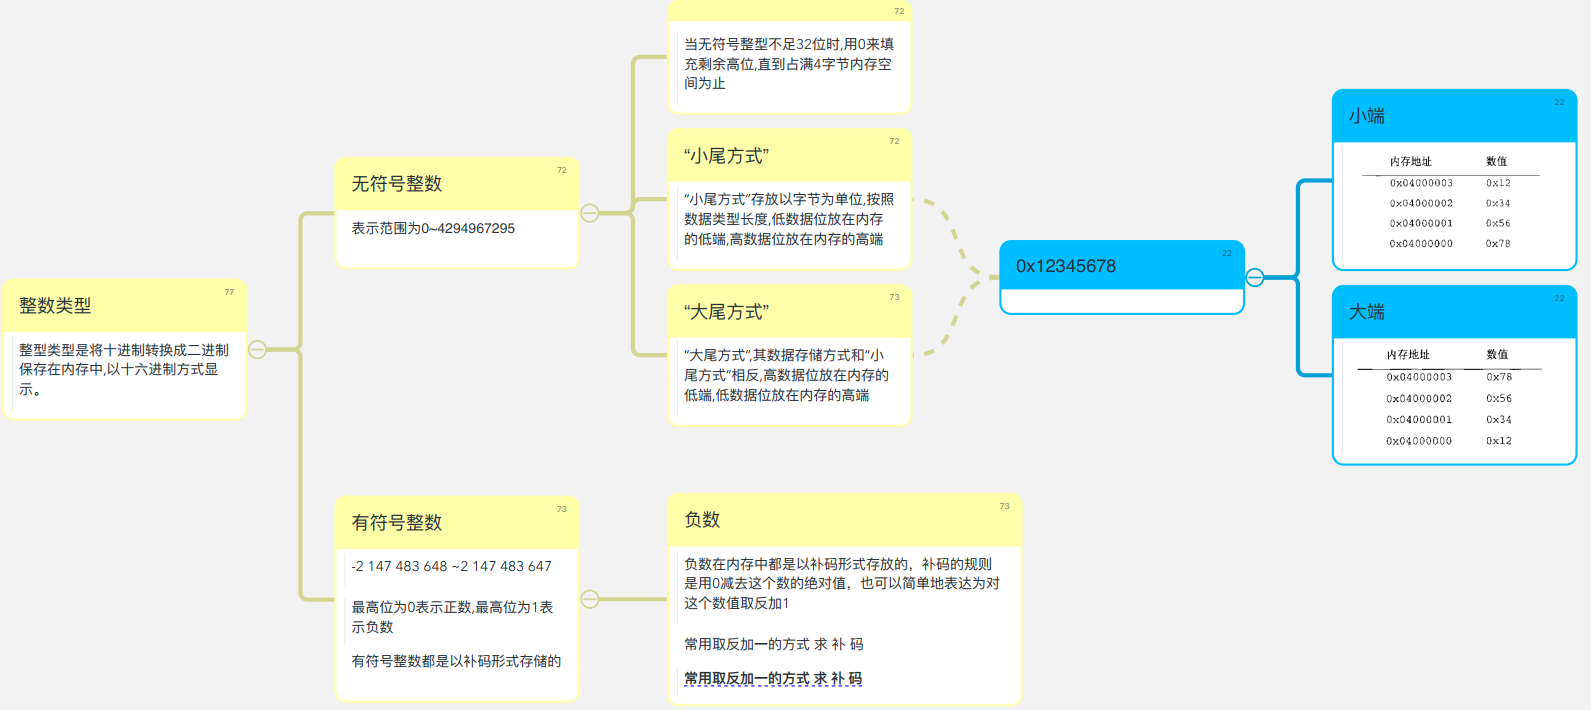 整数类型
77
整型类型是将十进制转换成二进制
保存在内存中,以十六进制方式显
示。
无符号整数
72
表示范围为0~4294967295
72
当无符号整型不足32位时,用0来填
充剩余高位,直到占满4字节内存空
间为止
“小尾方式”
72
“小尾方式”存放以字节为单位,按照
数据类型长度,低数据位放在内存
的低端,高数据位放在内存的高端
“大尾方式”
73
“大尾方式”,其数据存储方式和“小
尾方式”相反,高数据位放在内存的
低端,低数据位放在内存的高端
0x12345678
22
小端
22
内存地址 数值
0x04000003 0x12
0x04000002 0x34
0x04000001 0x56
0x04000000 0x78
大端
22
内存地址 数值
0x04000003 0x78
0x04000002 0x56
0x04000001 0x34
0x04000000 0x12
有符号整数
73
-2 147 483 648 ~2 147 483 647
最高位为0表示正数,最高位为1表
示负数
有符号整数都是以补码形式存储的
负数
73
负数在内存中都是以补码形式存放的，补码的规则
是用0减去这个数的绝对值，也可以简单地表达为对
这个数值取反加1
常用取反加一的方式 求 补 码
常用取反加一的方式 求 补 码